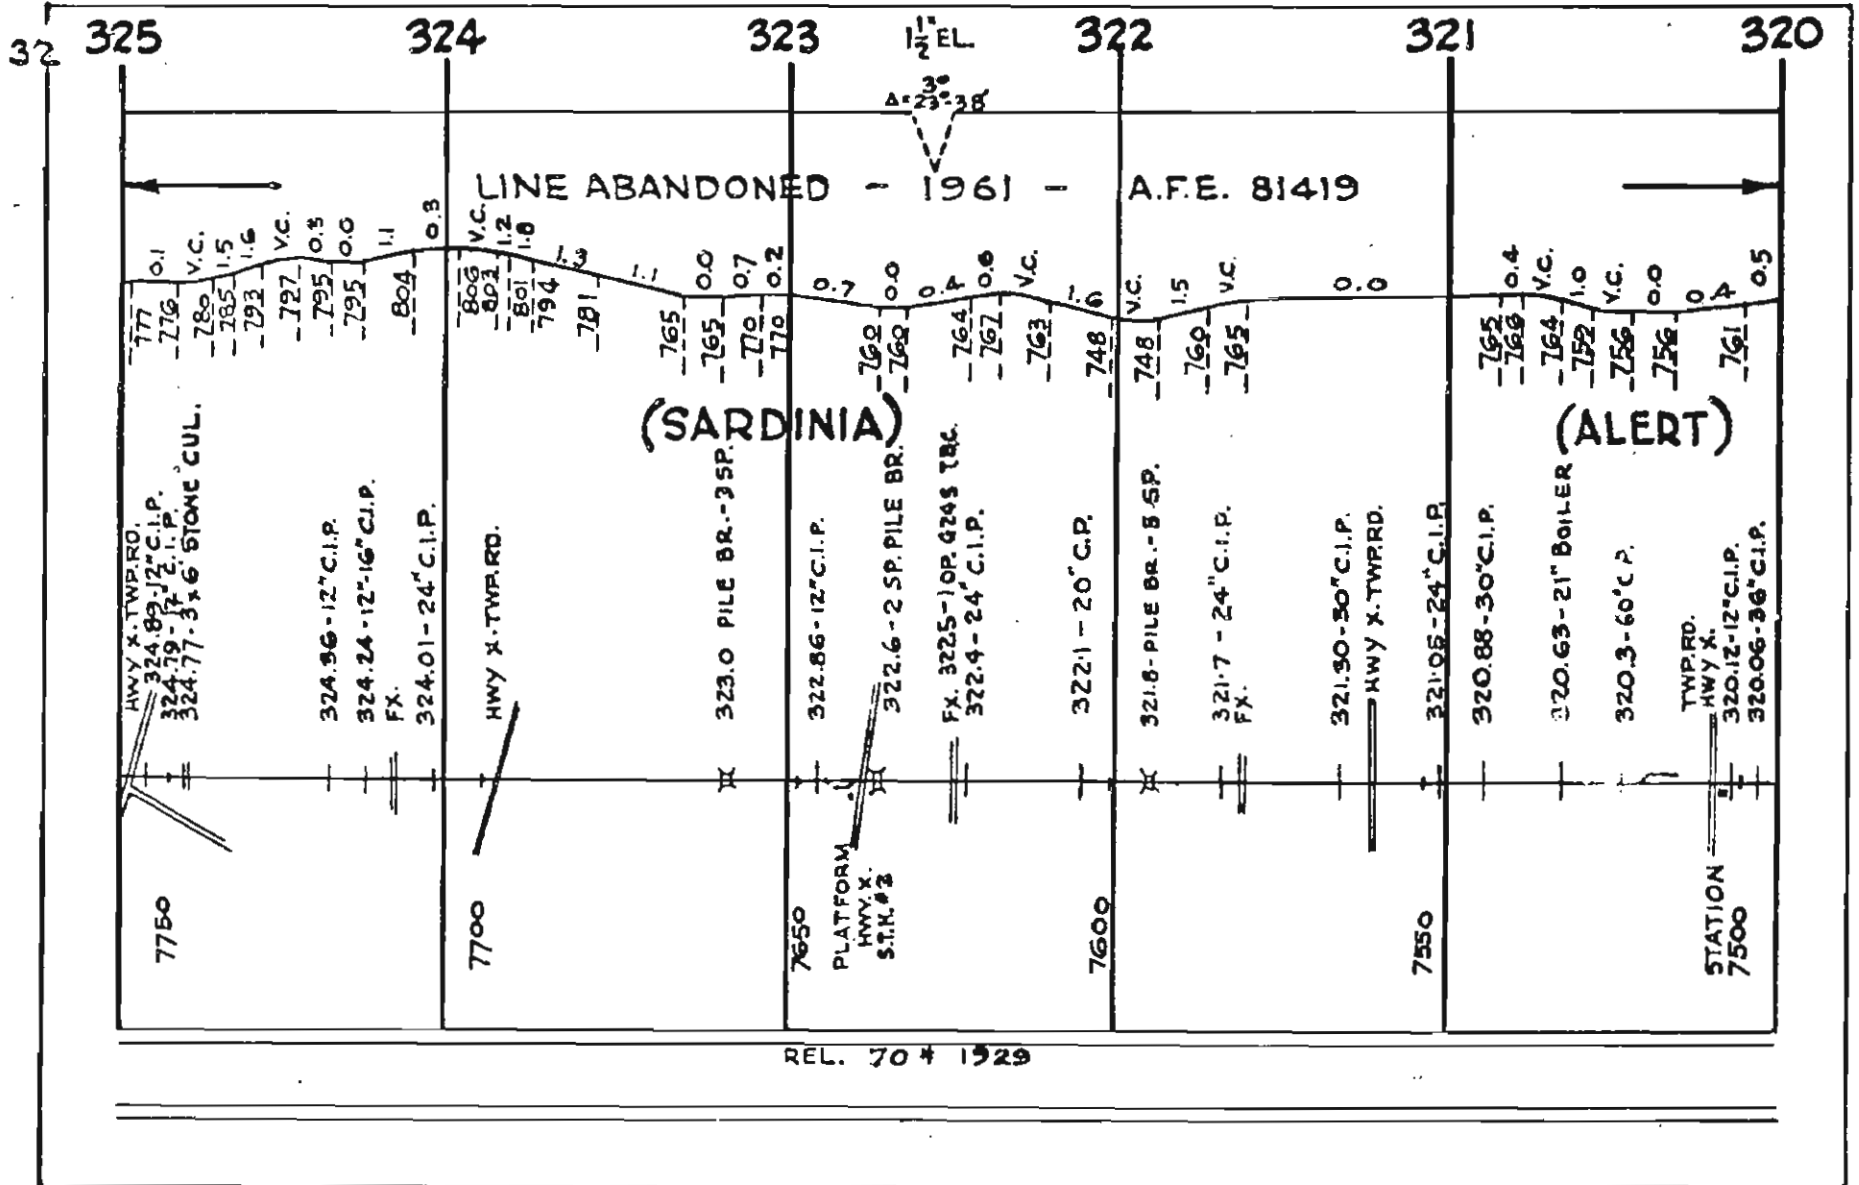 32 325 324 323 1½" EL. 322 321 320
3°
Δ=23°-38'
LINE ABANDONED - 1961 - A.F.E. 81419
0.1 V.C. 1.5 1.6 V.C. 0.3 0.0 1.1 0.3 V.C. 1.2 1.8 1.3 1.1 0.0 0.7 0.2 0.7 0.0 0.4 0.6 V.C. 1.6 V.C. 1.5 V.C. 0.0 0.4 V.C. 1.0 V.C. 0.0 0.4 0.5
777 776 780 785 793 797 795 795 804 806 803 801 794 781 765 765 770 770 760 760 764 767 763 748 748 760 765 765 766 764 759 756 756 761
(SARDINIA) (ALERT)
HWY X. TWP. RD.
324.89-12" C.I.P.
324.79-12" C.I.P.
324.77-3'x6' STONE CUL.
324.36-12" C.I.P.
324.24-12"-16" C.I.P.
FX.
324.01-24" C.I.P.
HWY X. TWP. RD.
323.0 PILE BR.-3 SP.
322.86-12" C.I.P.
322.6-2 SP. PILE BR.
FX. 322.5-1 OP.
322.4-24" C.I.P.
322.1-20" C.P.
321.8-PILE BR.-5 SP.
321.7-24" C.I.P.
FX.
321.30-30" C.I.P.
HWY X. TWP. RD.
321.05-24" C.I.P.
320.88-30" C.I.P.
320.63-21" BOILER
320.3-60" C.P.
TWP. RD.
HWY X.
320.12-12" C.I.P.
320.06-36" C.I.P.
7750
7700
7650
PLATFORM
HWY. X.
S.T.H. #3
7600
7550
STATION
7500
REL. 70# 1929